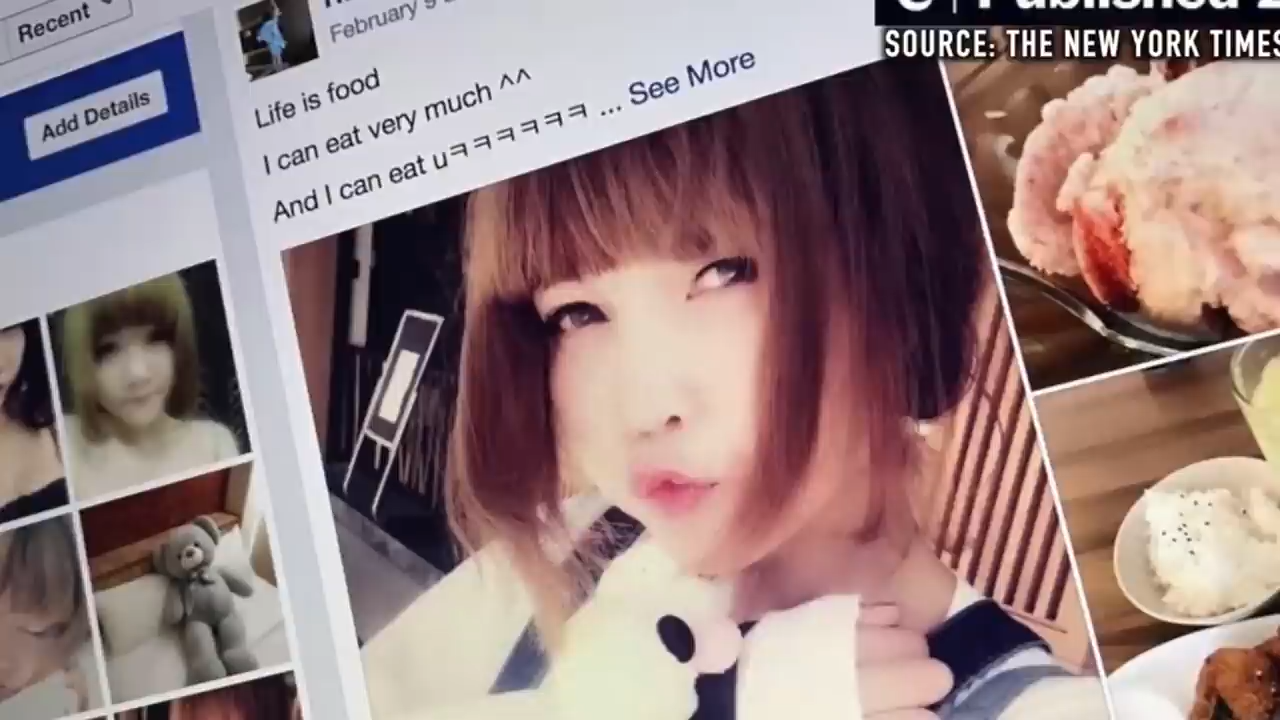 Recent
Add Details
February 9
Life is food
I can eat very much ^^
And I can eat uㅋㅋㅋㅋㅋㅋ ... See More
Published
SOURCE: THE NEW YORK TIMES